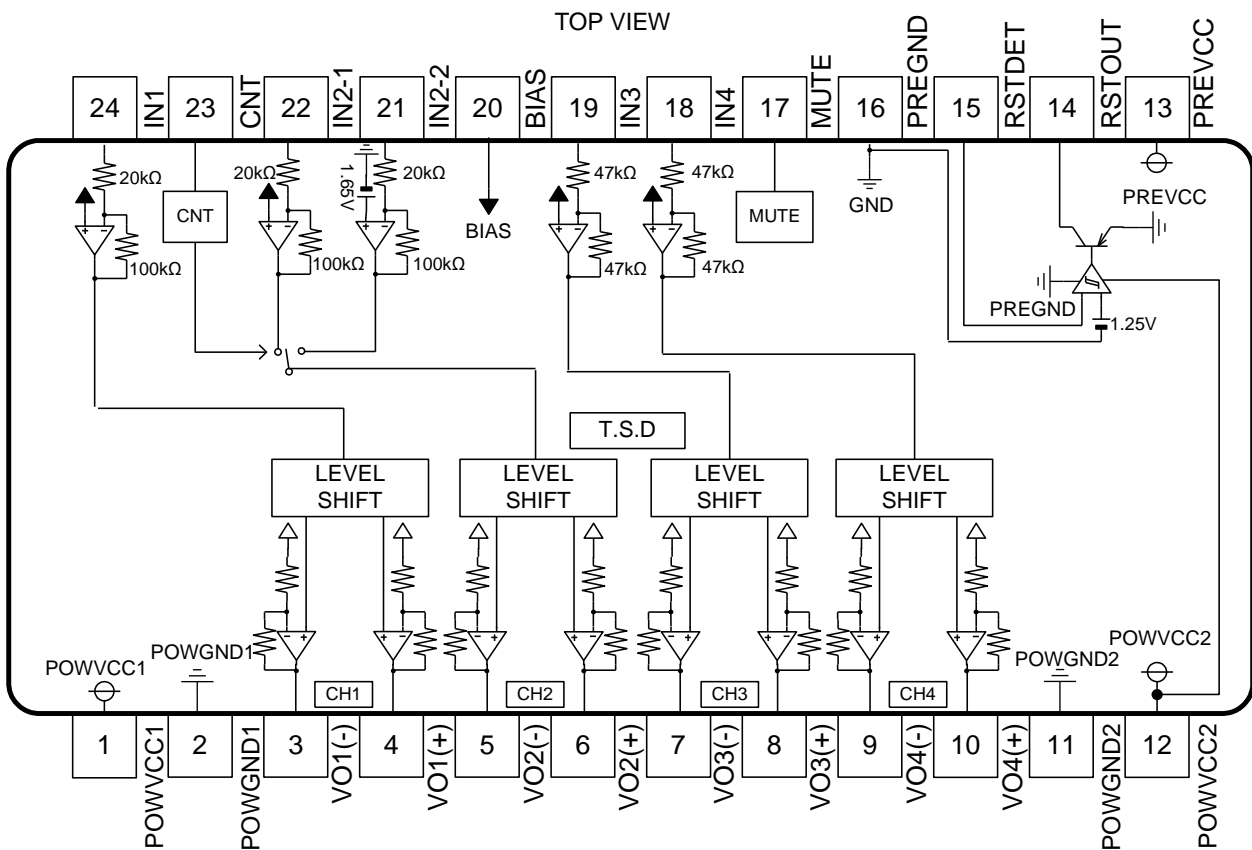 TOP VIEW
24 IN1 23 CNT 22 IN2-1 21 IN2-2 20 BIAS 19 IN3 18 IN4 17 MUTE 16 PREGND 15 RSTDET 14 RSTOUT 13 PREVCC
20kΩ 20kΩ 1.65V 20kΩ 47kΩ 47kΩ
CNT BIAS MUTE GND PREVCC
+ − + − + − + − + −
100kΩ 100kΩ 100kΩ 47kΩ 47kΩ
PREGND
1.25V
T.S.D
LEVEL SHIFT LEVEL SHIFT LEVEL SHIFT LEVEL SHIFT
− + + − − + + − − + + − − + + −
POWVCC1 POWGND1 POWGND2 POWVCC2
CH1 CH2 CH3 CH4
1 POWVCC1 2 POWGND1 3 VO1(-) 4 VO1(+) 5 VO2(-) 6 VO2(+) 7 VO3(-) 8 VO3(+) 9 VO4(-) 10 VO4(+) 11 POWGND2 12 POWVCC2